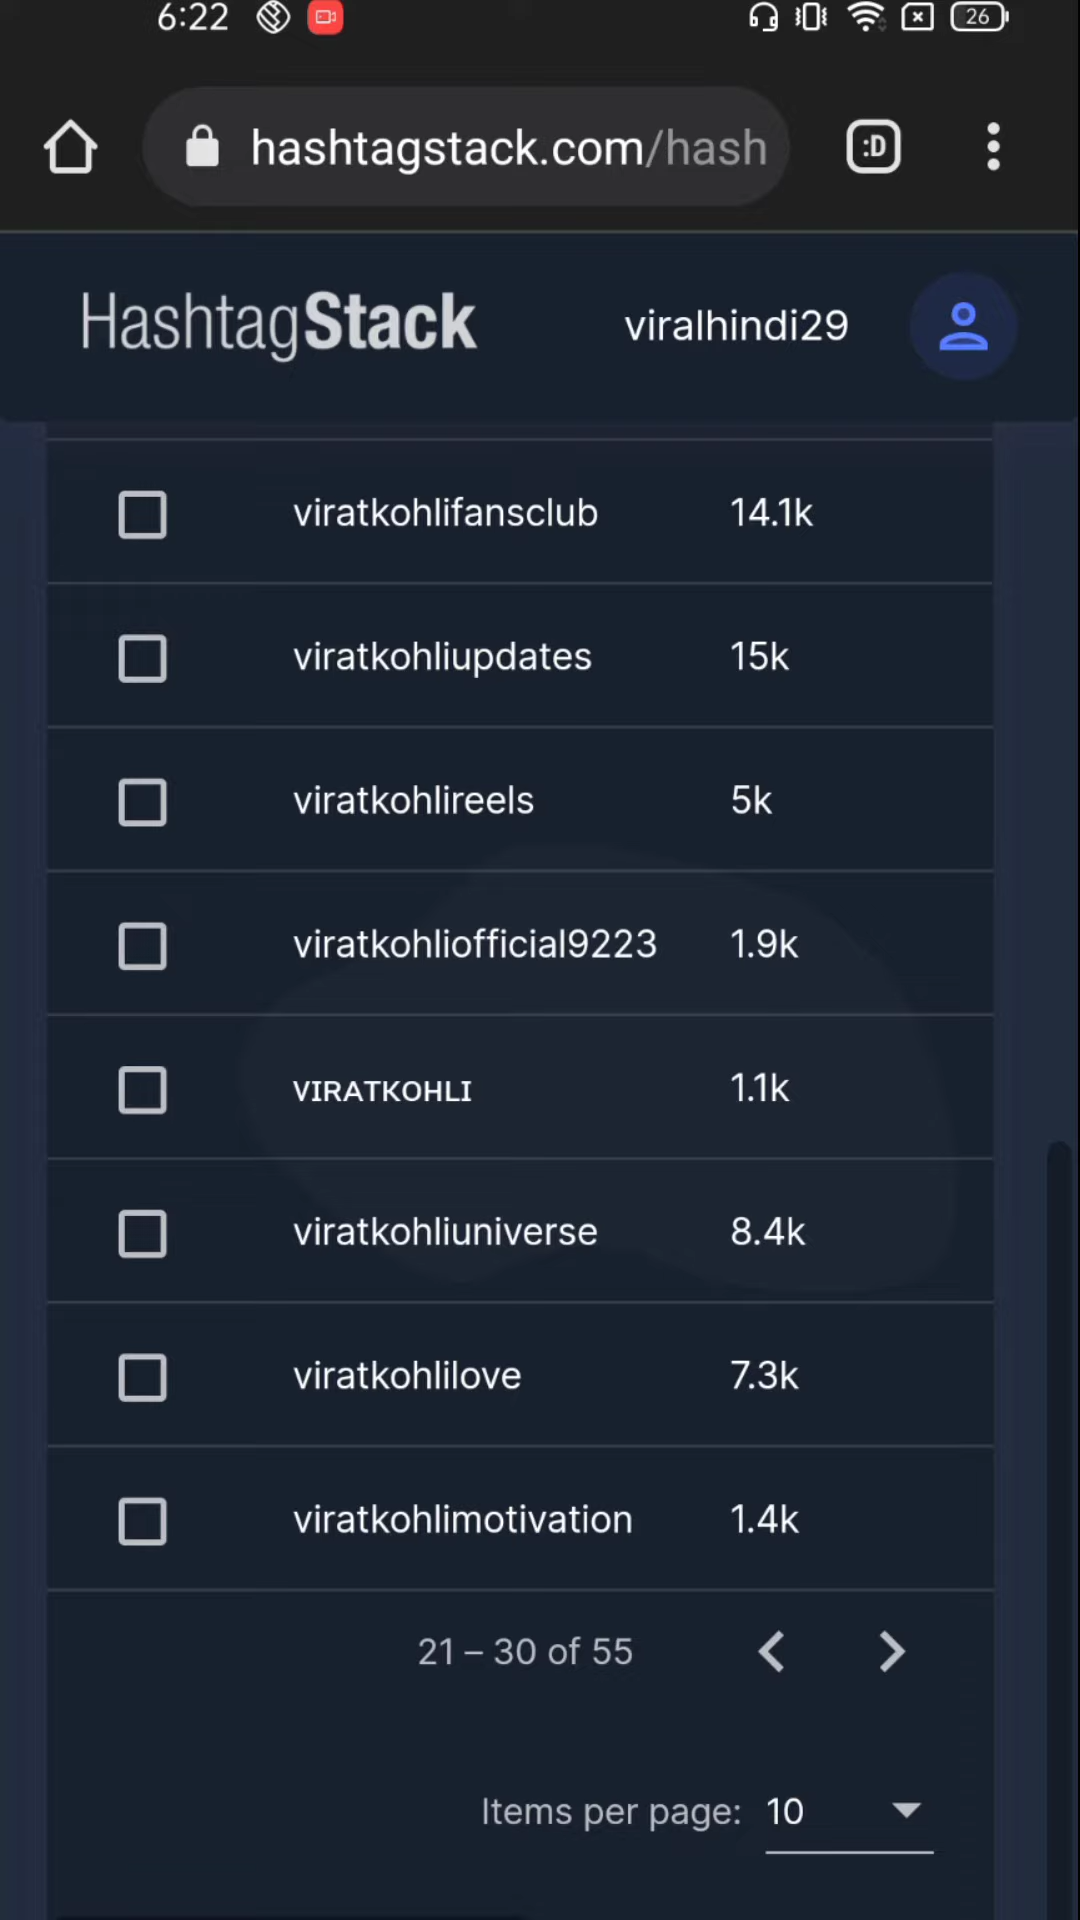 6:22
26
hashtagstack.com/hash
:D
HashtagStack
viralhindi29
viratkohlifansclub 14.1k
viratkohliupdates 15k
viratkohlireels 5k
viratkohliofficial9223 1.9k
ᴠɪʀᴀᴛᴋᴏʜʟɪ 1.1k
viratkohliuniverse 8.4k
viratkohlilove 7.3k
viratkohlimotivation 1.4k
21 – 30 of 55
Items per page: 10